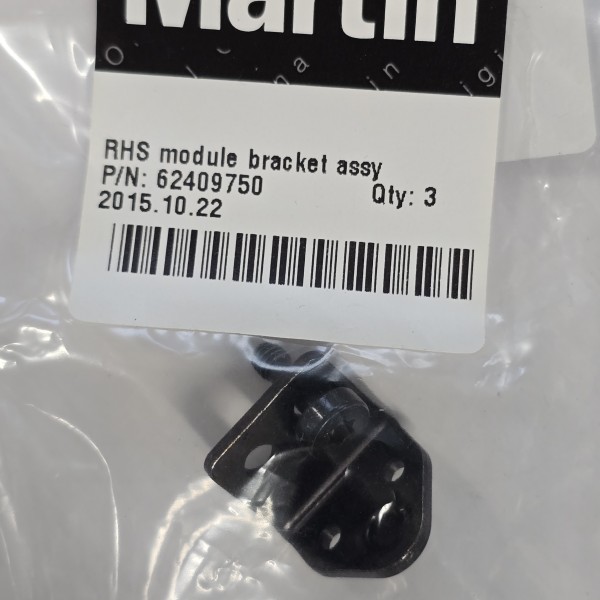 Martin
RHS module bracket assy
P/N: 62409750 Qty: 3
2015.10.22